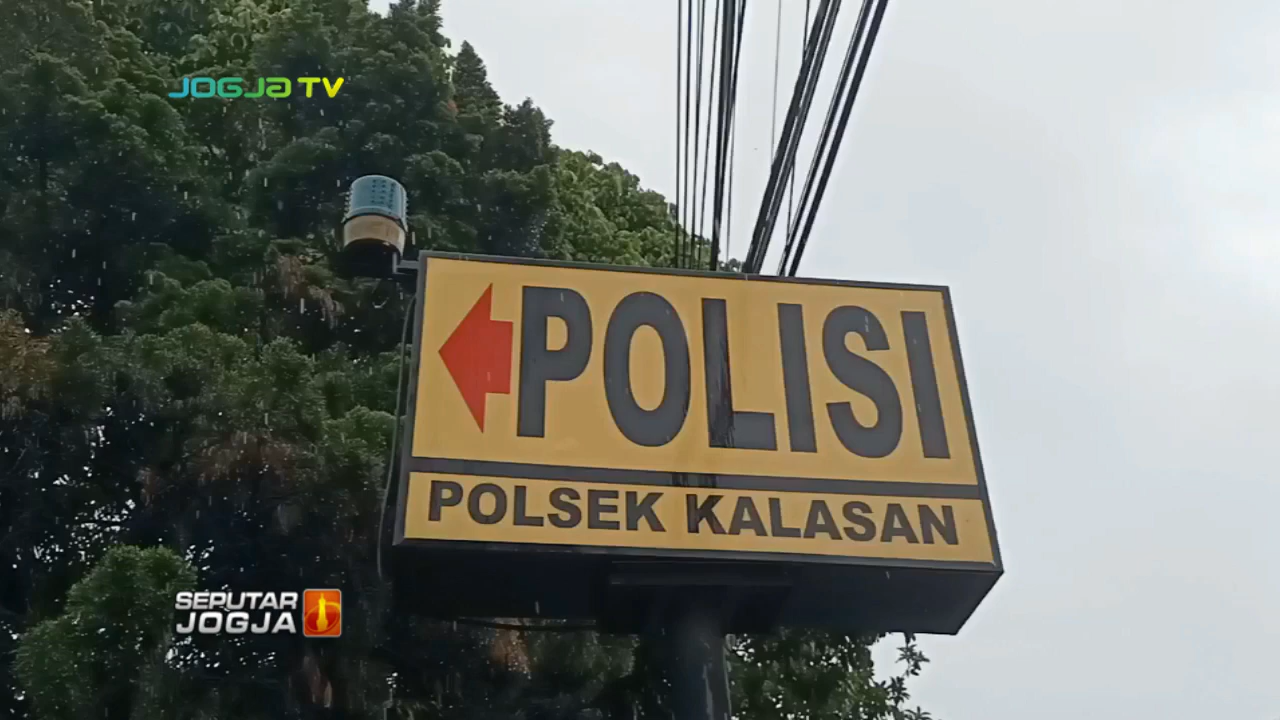 JOGJA TV
POLISI
POLSEK KALASAN
SEPUTAR
JOGJA